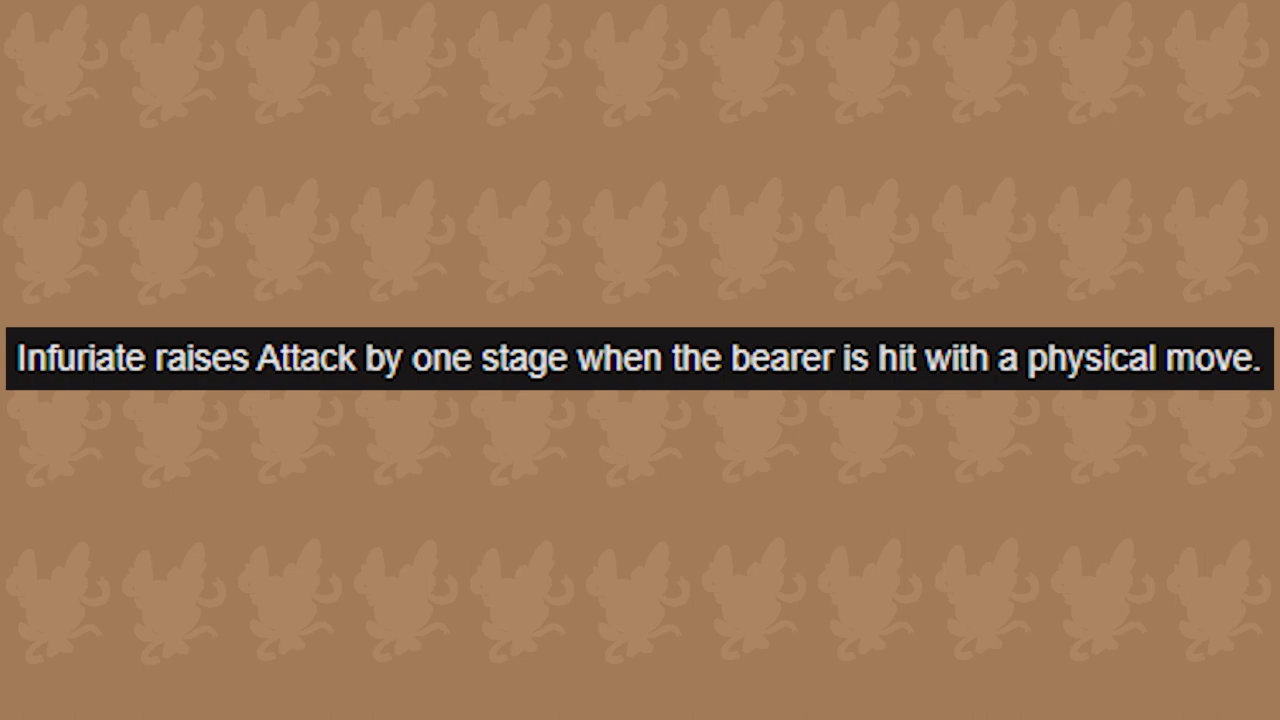 Infuriate raises Attack by one stage when the bearer is hit with a physical move.